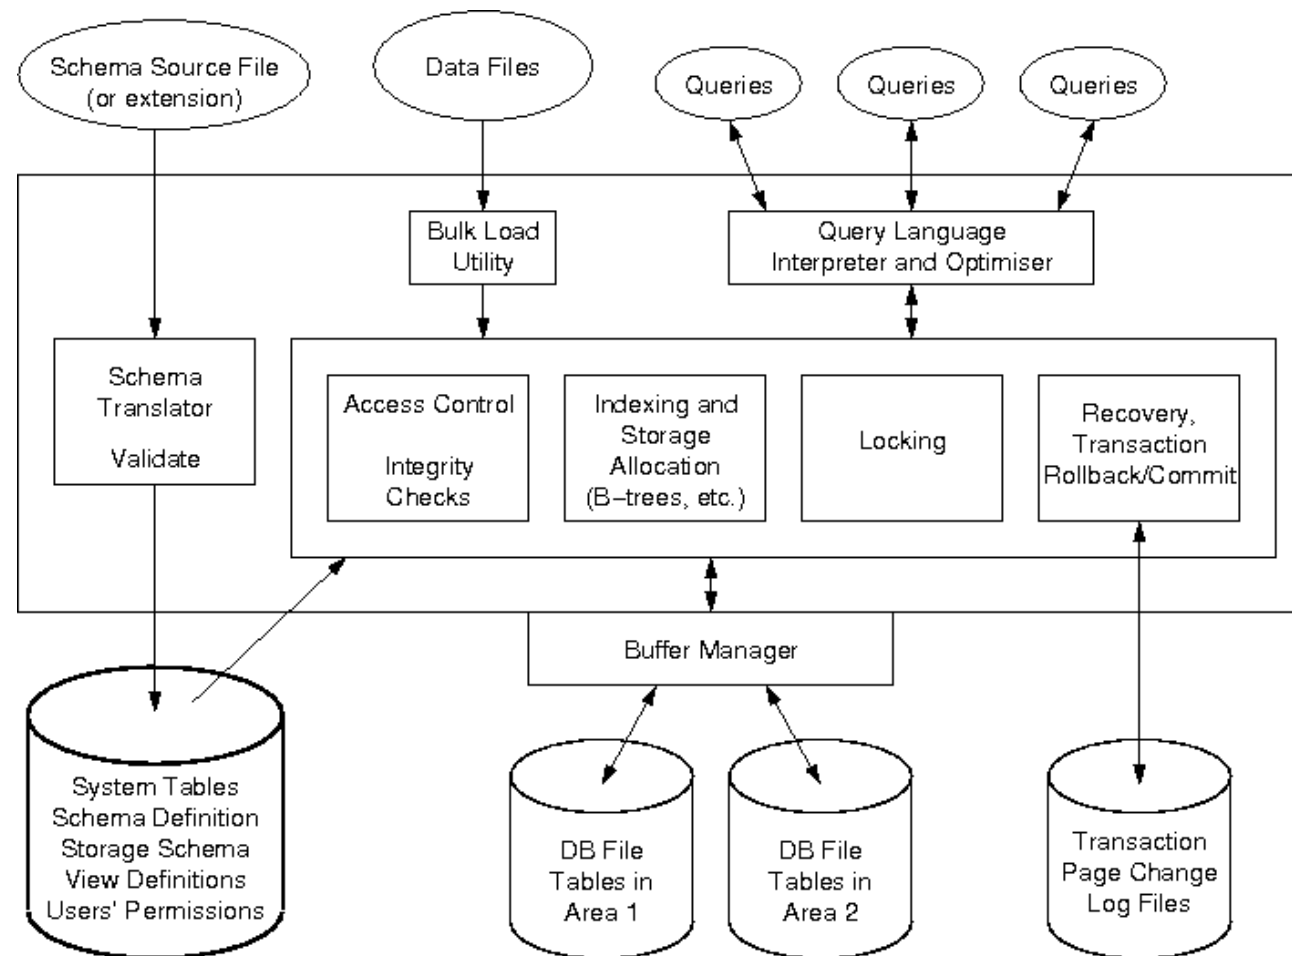 Schema Source File
(or extension)
Data Files
Queries
Queries
Queries
Bulk Load
Utility
Query Language
Interpreter and Optimiser
Schema
Translator
Validate
Access Control
Integrity
Checks
Indexing and
Storage
Allocation
(B-trees, etc.)
Locking
Recovery,
Transaction
Rollback/Commit
Buffer Manager
System Tables
Schema Definition
Storage Schema
View Definitions
Users' Permissions
DB File
Tables in
Area 1
DB File
Tables in
Area 2
Transaction
Page Change
Log Files